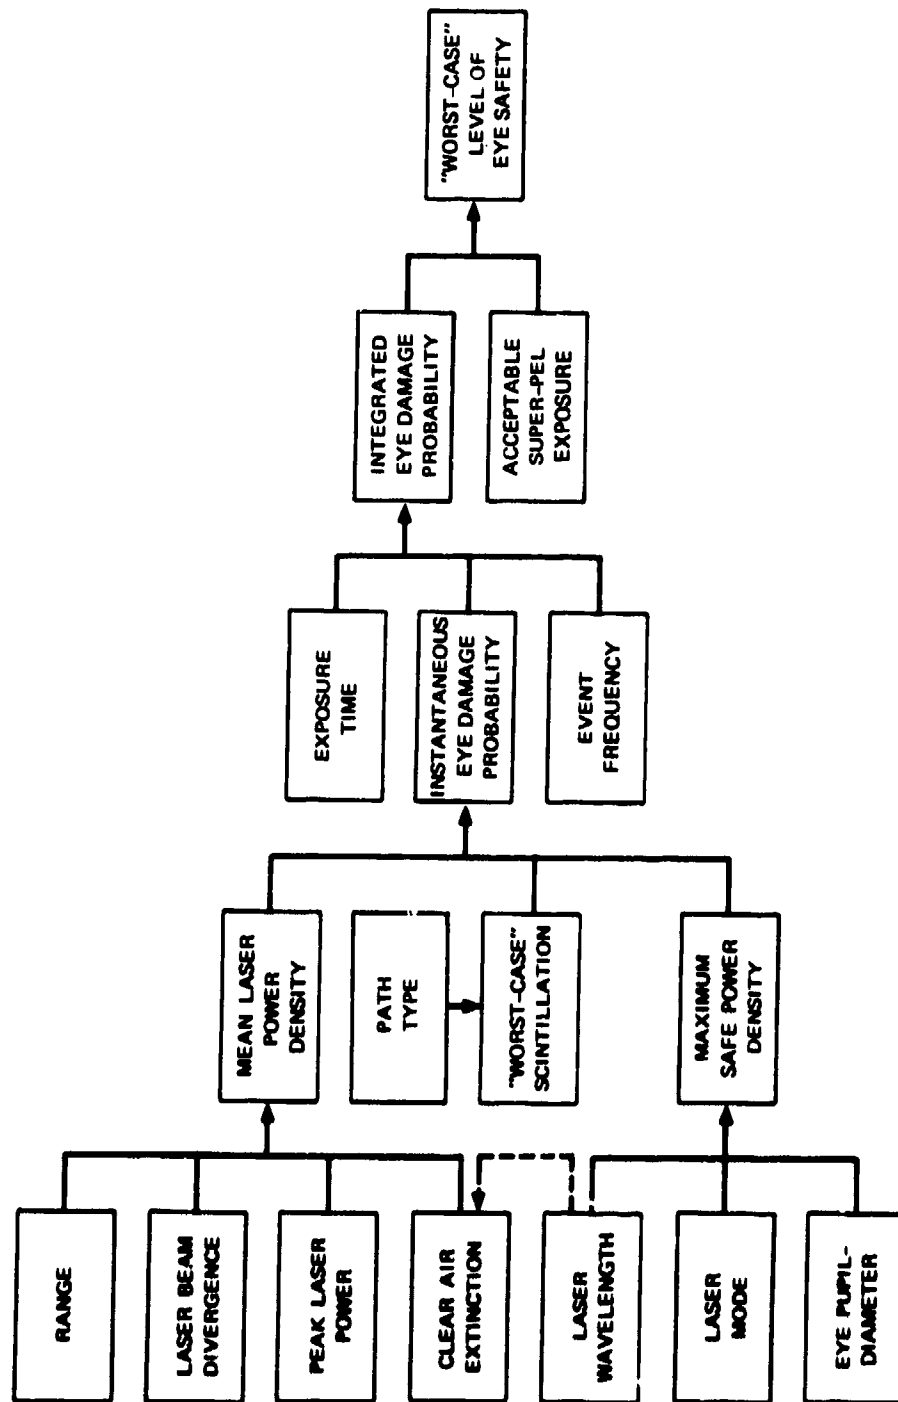 RANGE
LASER BEAM
DIVERGENCE
PEAK LASER
POWER
CLEAR AIR
EXTINCTION
LASER
WAVELENGTH
LASER
MODE
EYE PUPIL-
DIAMETER
MEAN LASER
POWER
DENSITY
PATH
TYPE
"WORST-CASE"
SCINTILLATION
MAXIMUM
SAFE POWER
DENSITY
EXPOSURE
TIME
INSTANTANEOUS
EYE DAMAGE
PROBABILITY
EVENT
FREQUENCY
INTEGRATED
EYE DAMAGE
PROBABILITY
ACCEPTABLE
SUPER-PEL
EXPOSURE
"WORST-CASE"
LEVEL OF
EYE SAFETY